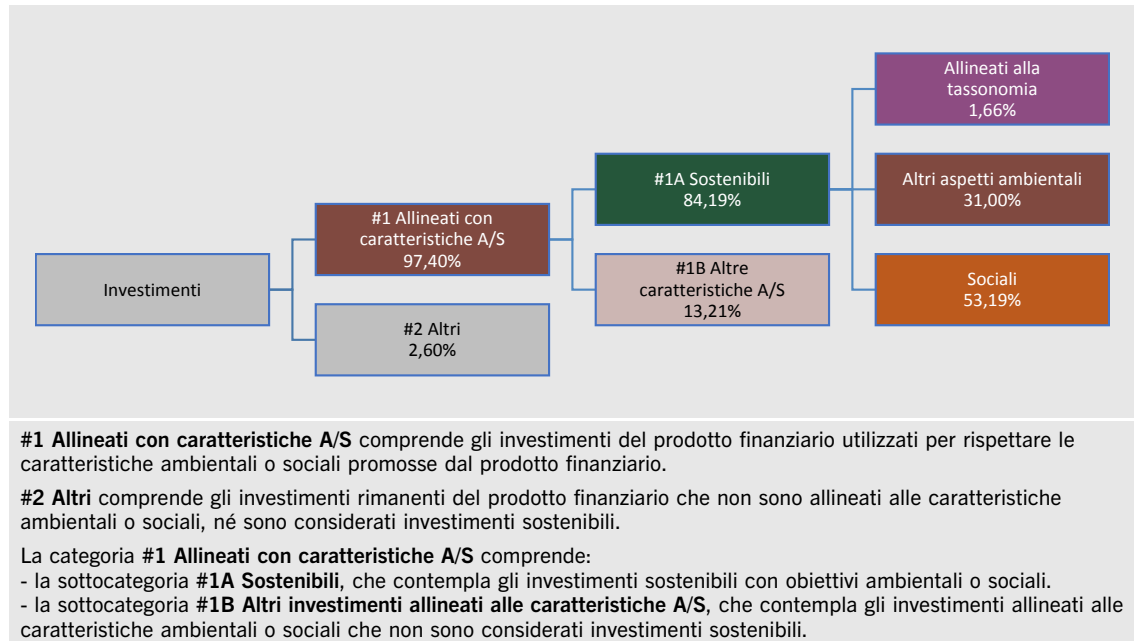 Allineati alla
tassonomia
1,66%
#1A Sostenibili
84,19%
Altri aspetti ambientali
31,00%
#1 Allineati con
caratteristiche A/S
97,40%
Investimenti
#1B Altre
caratteristiche A/S
13,21%
Sociali
53,19%
#2 Altri
2,60%
#1 Allineati con caratteristiche A/S comprende gli investimenti del prodotto finanziario utilizzati per rispettare le
caratteristiche ambientali o sociali promosse dal prodotto finanziario.
#2 Altri comprende gli investimenti rimanenti del prodotto finanziario che non sono allineati alle caratteristiche
ambientali o sociali, né sono considerati investimenti sostenibili.
La categoria #1 Allineati con caratteristiche A/S comprende:
- la sottocategoria #1A Sostenibili, che contempla gli investimenti sostenibili con obiettivi ambientali o sociali.
- la sottocategoria #1B Altri investimenti allineati alle caratteristiche A/S, che contempla gli investimenti allineati alle
caratteristiche ambientali o sociali che non sono considerati investimenti sostenibili.